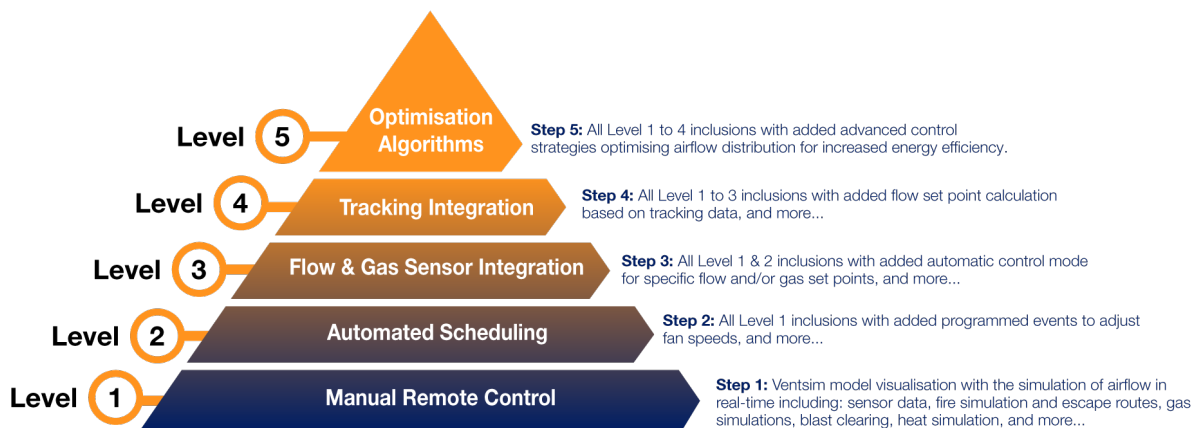 Level 5
Optimisation
Algorithms
Step 5: All Level 1 to 4 inclusions with added advanced control
strategies optimising airflow distribution for increased energy efficiency.
Level 4
Tracking Integration
Step 4: All Level 1 to 3 inclusions with added flow set point calculation
based on tracking data, and more...
Level 3
Flow & Gas Sensor Integration
Step 3: All Level 1 & 2 inclusions with added automatic control mode
for specific flow and/or gas set points, and more...
Level 2
Automated Scheduling
Step 2: All Level 1 inclusions with added programmed events to adjust
fan speeds, and more...
Level 1
Manual Remote Control
Step 1: Ventsim model visualisation with the simulation of airflow in
real-time including: sensor data, fire simulation and escape routes, gas
simulations, blast clearing, heat simulation, and more...